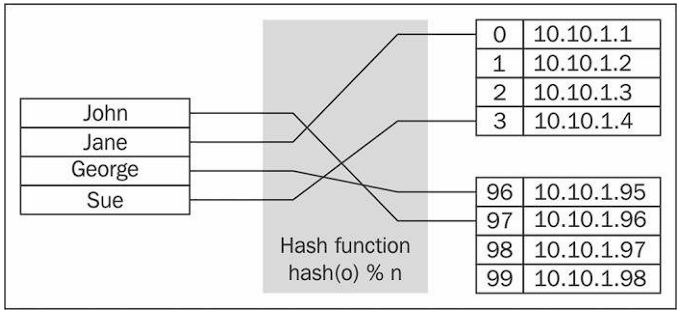 John
Jane
George
Sue
Hash function
hash(o) % n
0 10.10.1.1
1 10.10.1.2
2 10.10.1.3
3 10.10.1.4
96 10.10.1.95
97 10.10.1.96
98 10.10.1.97
99 10.10.1.98